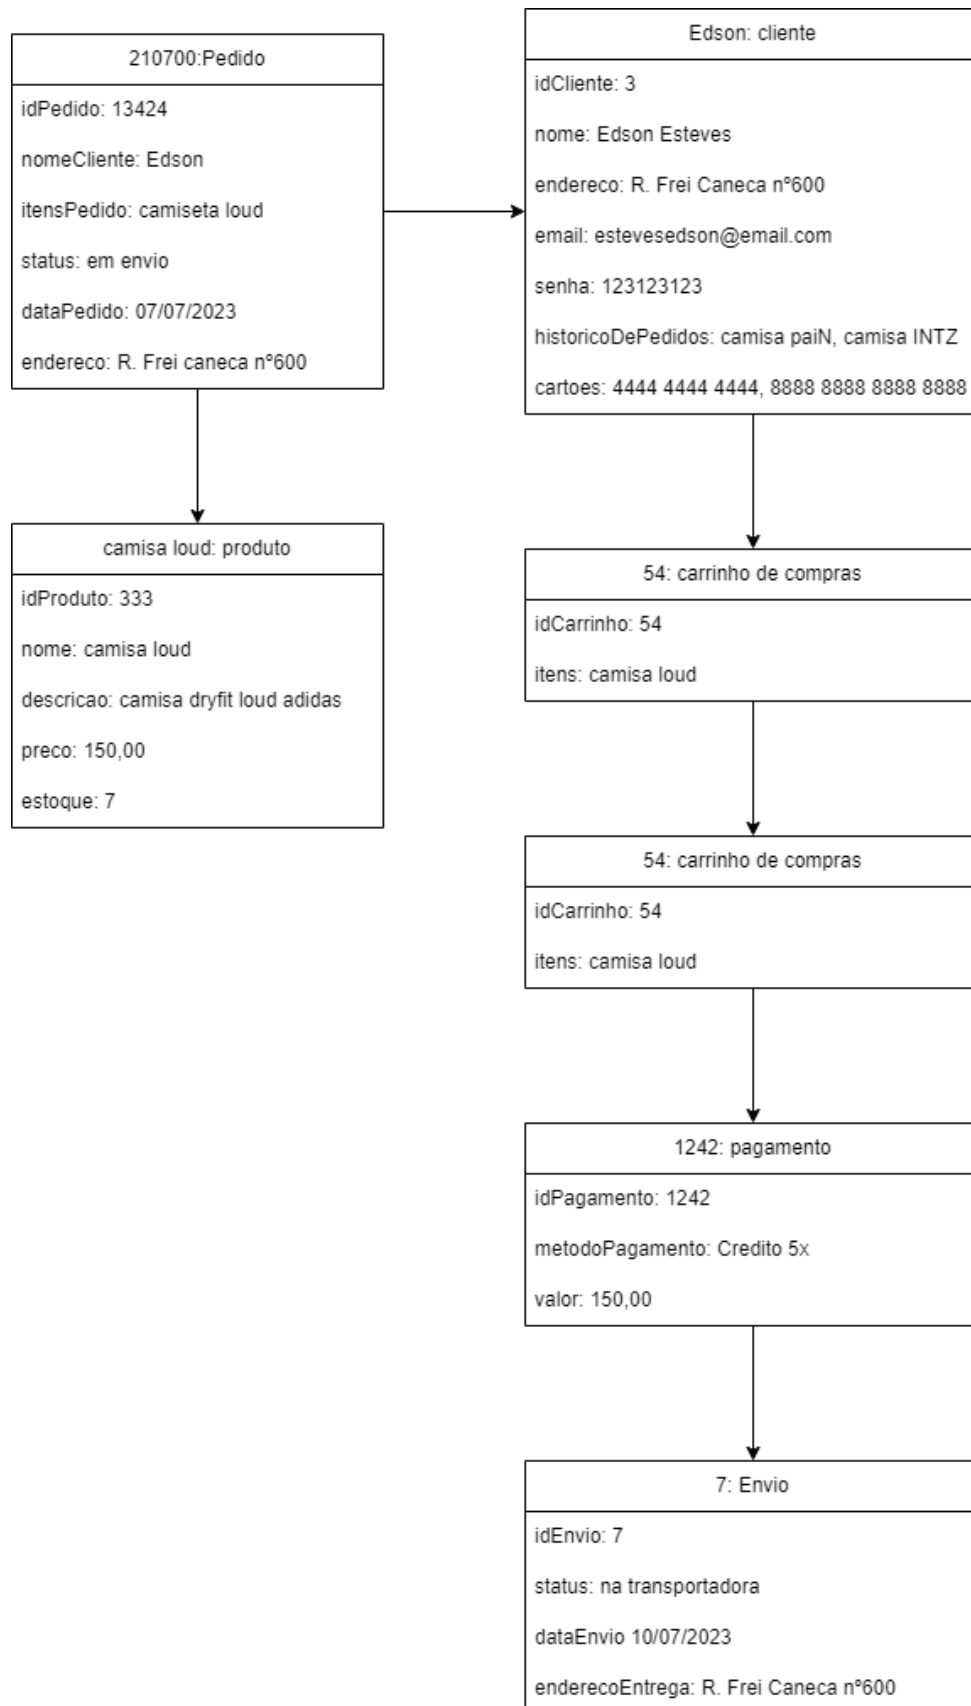 210700:Pedido
idPedido: 13424
nomeCliente: Edson
itensPedido: camiseta loud
status: em envio
dataPedido: 07/07/2023
endereco: R. Frei caneca nº600
Edson: cliente
idCliente: 3
nome: Edson Esteves
endereco: R. Frei Caneca nº600
email: estevesedson@email.com
senha: 123123123
historicoDePedidos: camisa paiN, camisa INTZ
cartoes: 4444 4444 4444, 8888 8888 8888 8888
camisa loud: produto
idProduto: 333
nome: camisa loud
descricao: camisa dryfit loud adidas
preco: 150,00
estoque: 7
54: carrinho de compras
idCarrinho: 54
itens: camisa loud
54: carrinho de compras
idCarrinho: 54
itens: camisa loud
1242: pagamento
idPagamento: 1242
metodoPagamento: Credito 5x
valor: 150,00
7: Envio
idEnvio: 7
status: na transportadora
dataEnvio 10/07/2023
enderecoEntrega: R. Frei Caneca nº600